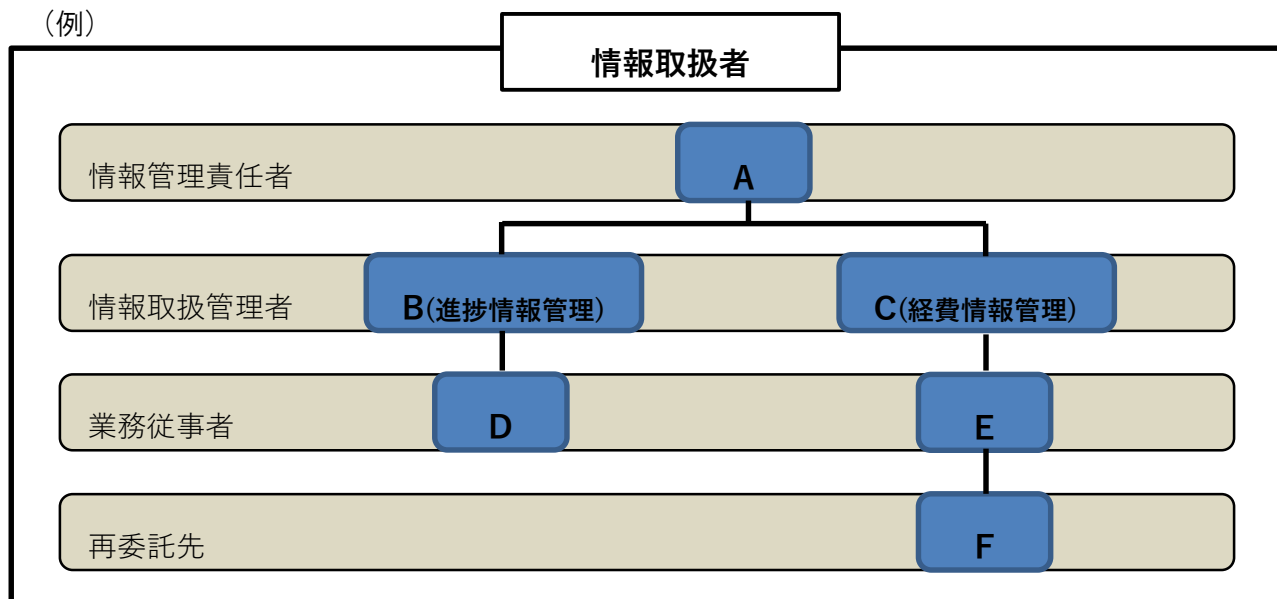 (例)
情報取扱者
情報管理責任者 A
情報取扱管理者 B(進捗情報管理) C(経費情報管理)
業務従事者 D E
再委託先 F